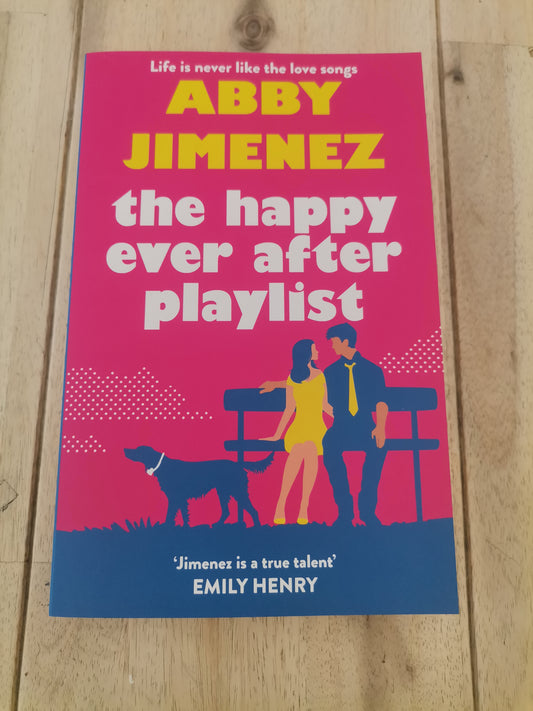 Life is never like the love songs
ABBY
JIMENEZ
the happy
ever after
playlist
‘Jimenez is a true talent’
EMILY HENRY